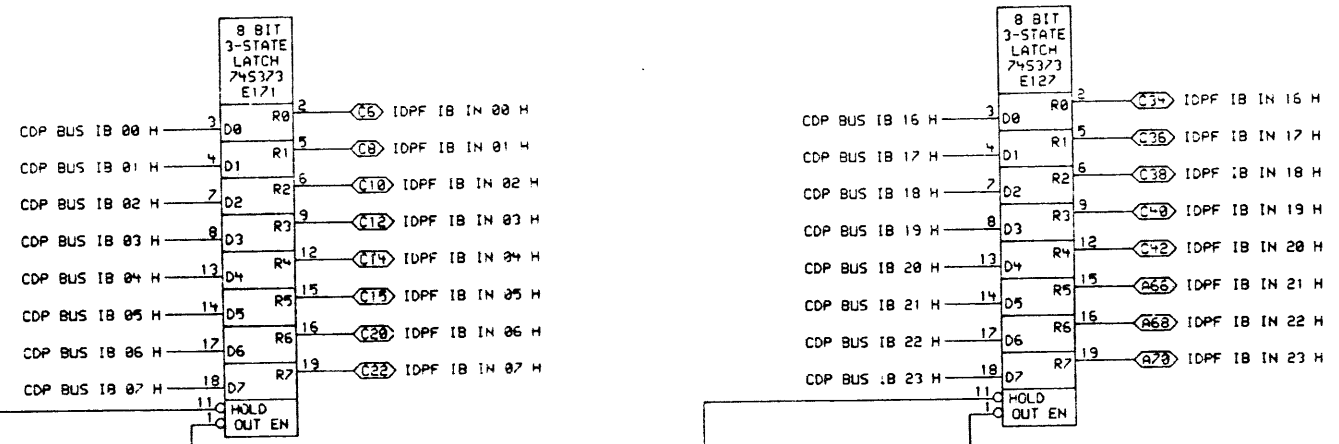 8 BIT
3-STATE
LATCH
74S373
E171
CDP BUS IB 00 H 3 D0 R0 2 C6 IDPF IB IN 00 H
CDP BUS IB 01 H 4 D1 R1 5 C8 IDPF IB IN 01 H
CDP BUS IB 02 H 7 D2 R2 6 C10 IDPF IB IN 02 H
CDP BUS IB 03 H 8 D3 R3 9 C12 IDPF IB IN 03 H
CDP BUS IB 04 H 13 D4 R4 12 C14 IDPF IB IN 04 H
CDP BUS IB 05 H 14 D5 R5 15 IDPF IB IN 05 H
CDP BUS IB 06 H 17 D6 R6 16 C20 IDPF IB IN 06 H
CDP BUS IB 07 H 18 D7 R7 19 C22 IDPF IB IN 07 H
11 HOLD
1 OUT EN
8 BIT
3-STATE
LATCH
74S373
E127
CDP BUS IB 16 H 3 D0 R0 2 C34 IDPF IB IN 16 H
CDP BUS IB 17 H 4 D1 R1 5 C36 IDPF IB IN 17 H
CDP BUS IB 18 H 7 D2 R2 6 C38 IDPF IB IN 18 H
CDP BUS IB 19 H 8 D3 R3 9 C40 IDPF IB IN 19 H
CDP BUS IB 20 H 13 D4 R4 12 C42 IDPF IB IN 20 H
CDP BUS IB 21 H 14 D5 R5 15 A66 IDPF IB IN 21 H
CDP BUS IB 22 H 17 D6 R6 16 A68 IDPF IB IN 22 H
CDP BUS IB 23 H 18 D7 R7 19 A70 IDPF IB IN 23 H
11 HOLD
1 OUT EN